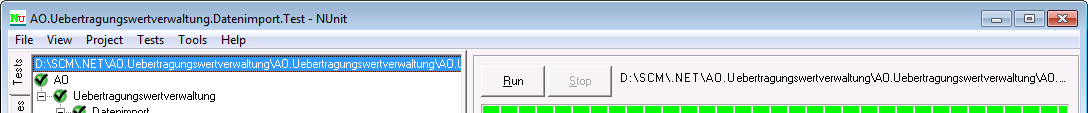 AO.Uebertragungswertverwaltung.Datenimport.Test - NUnit
File View Project Tests Tools Help
Tests
D:\SCM\.NET\AO.Uebertragungswertverwaltung\AO.Uebertragungswertverwaltung\AO.
AO
Uebertragungswertverwaltung
Datenimport
Run Stop D:\SCM\.NET\AO.Uebertragungswertverwaltung\AO.Uebertragungswertverwaltung\AO....